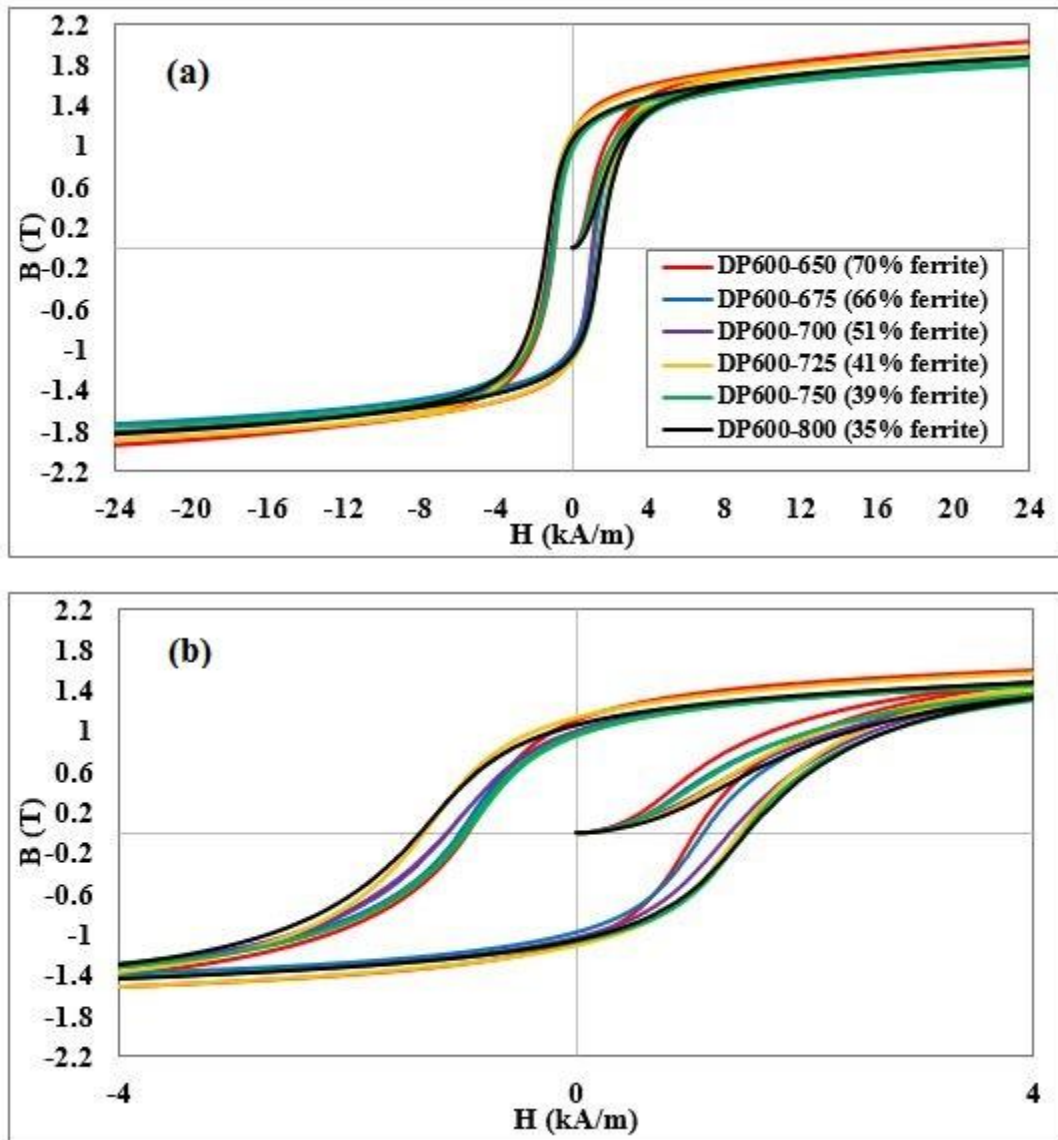 (a)
B (T)
2.2
1.8
1.4
1
0.6
0.2
-0.2
-0.6
-1
-1.4
-1.8
-2.2
DP600-650 (70% ferrite)
DP600-675 (66% ferrite)
DP600-700 (51% ferrite)
DP600-725 (41% ferrite)
DP600-750 (39% ferrite)
DP600-800 (35% ferrite)
-24 -20 -16 -12 -8 -4 0 4 8 12 16 20 24
H (kA/m)
(b)
B (T)
2.2
1.8
1.4
1
0.6
0.2
-0.2
-0.6
-1
-1.4
-1.8
-2.2
-4 0 4
H (kA/m)